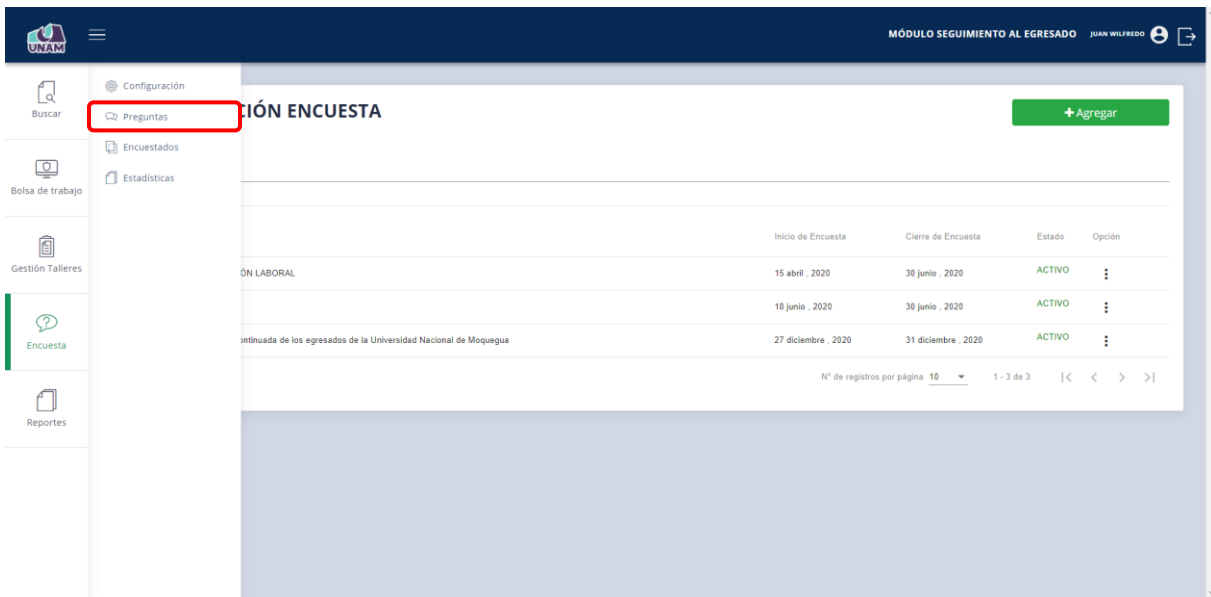 UNAM
MÓDULO SEGUIMIENTO AL EGRESADO JUAN WILFREDO
Buscar
Bolsa de trabajo
Gestión Talleres
Encuesta
Reportes
Configuración
Preguntas
Encuestados
Estadísticas
CIÓN ENCUESTA
Agregar
Inicio de Encuesta Cierre de Encuesta Estado Opción
ÓN LABORAL 15 abril , 2020 30 junio , 2020 ACTIVO
18 junio , 2020 30 junio , 2020 ACTIVO
ontinuada de los egresados de la Universidad Nacional de Moquegua 27 diciembre , 2020 31 diciembre , 2020 ACTIVO
N° de registros por página 10 1 - 3 de 3